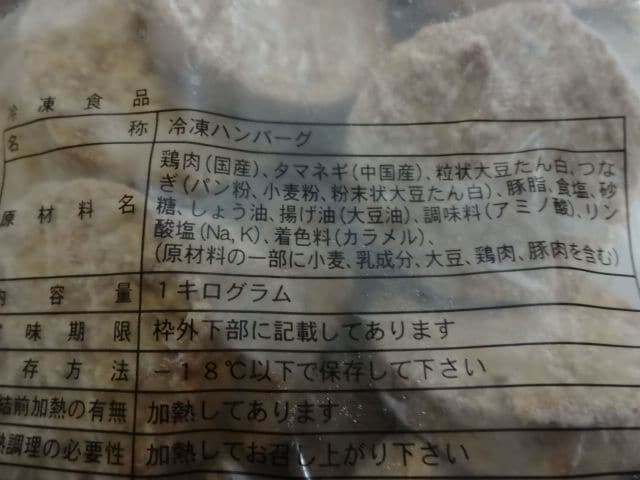 冷凍食品
名称 冷凍ハンバーグ
原材料名 鶏肉(国産)、タマネギ(中国産)、粒状大豆たん白、つな
ぎ(パン粉、小麦粉、粉末状大豆たん白)、豚脂、食塩、砂
糖、しょう油、揚げ油(大豆油)、調味料(アミノ酸)、リン
酸塩(Na,K)、着色料(カラメル)、
(原材料の一部に小麦、乳成分、大豆、鶏肉、豚肉を含む)
内容量 1キログラム
味期限 枠外下部に記載してあります
存方法 −18℃以下で保存して下さい
結前加熱の有無 加熱してあります
熱調理の必要性 加熱してお召し上がり下さい